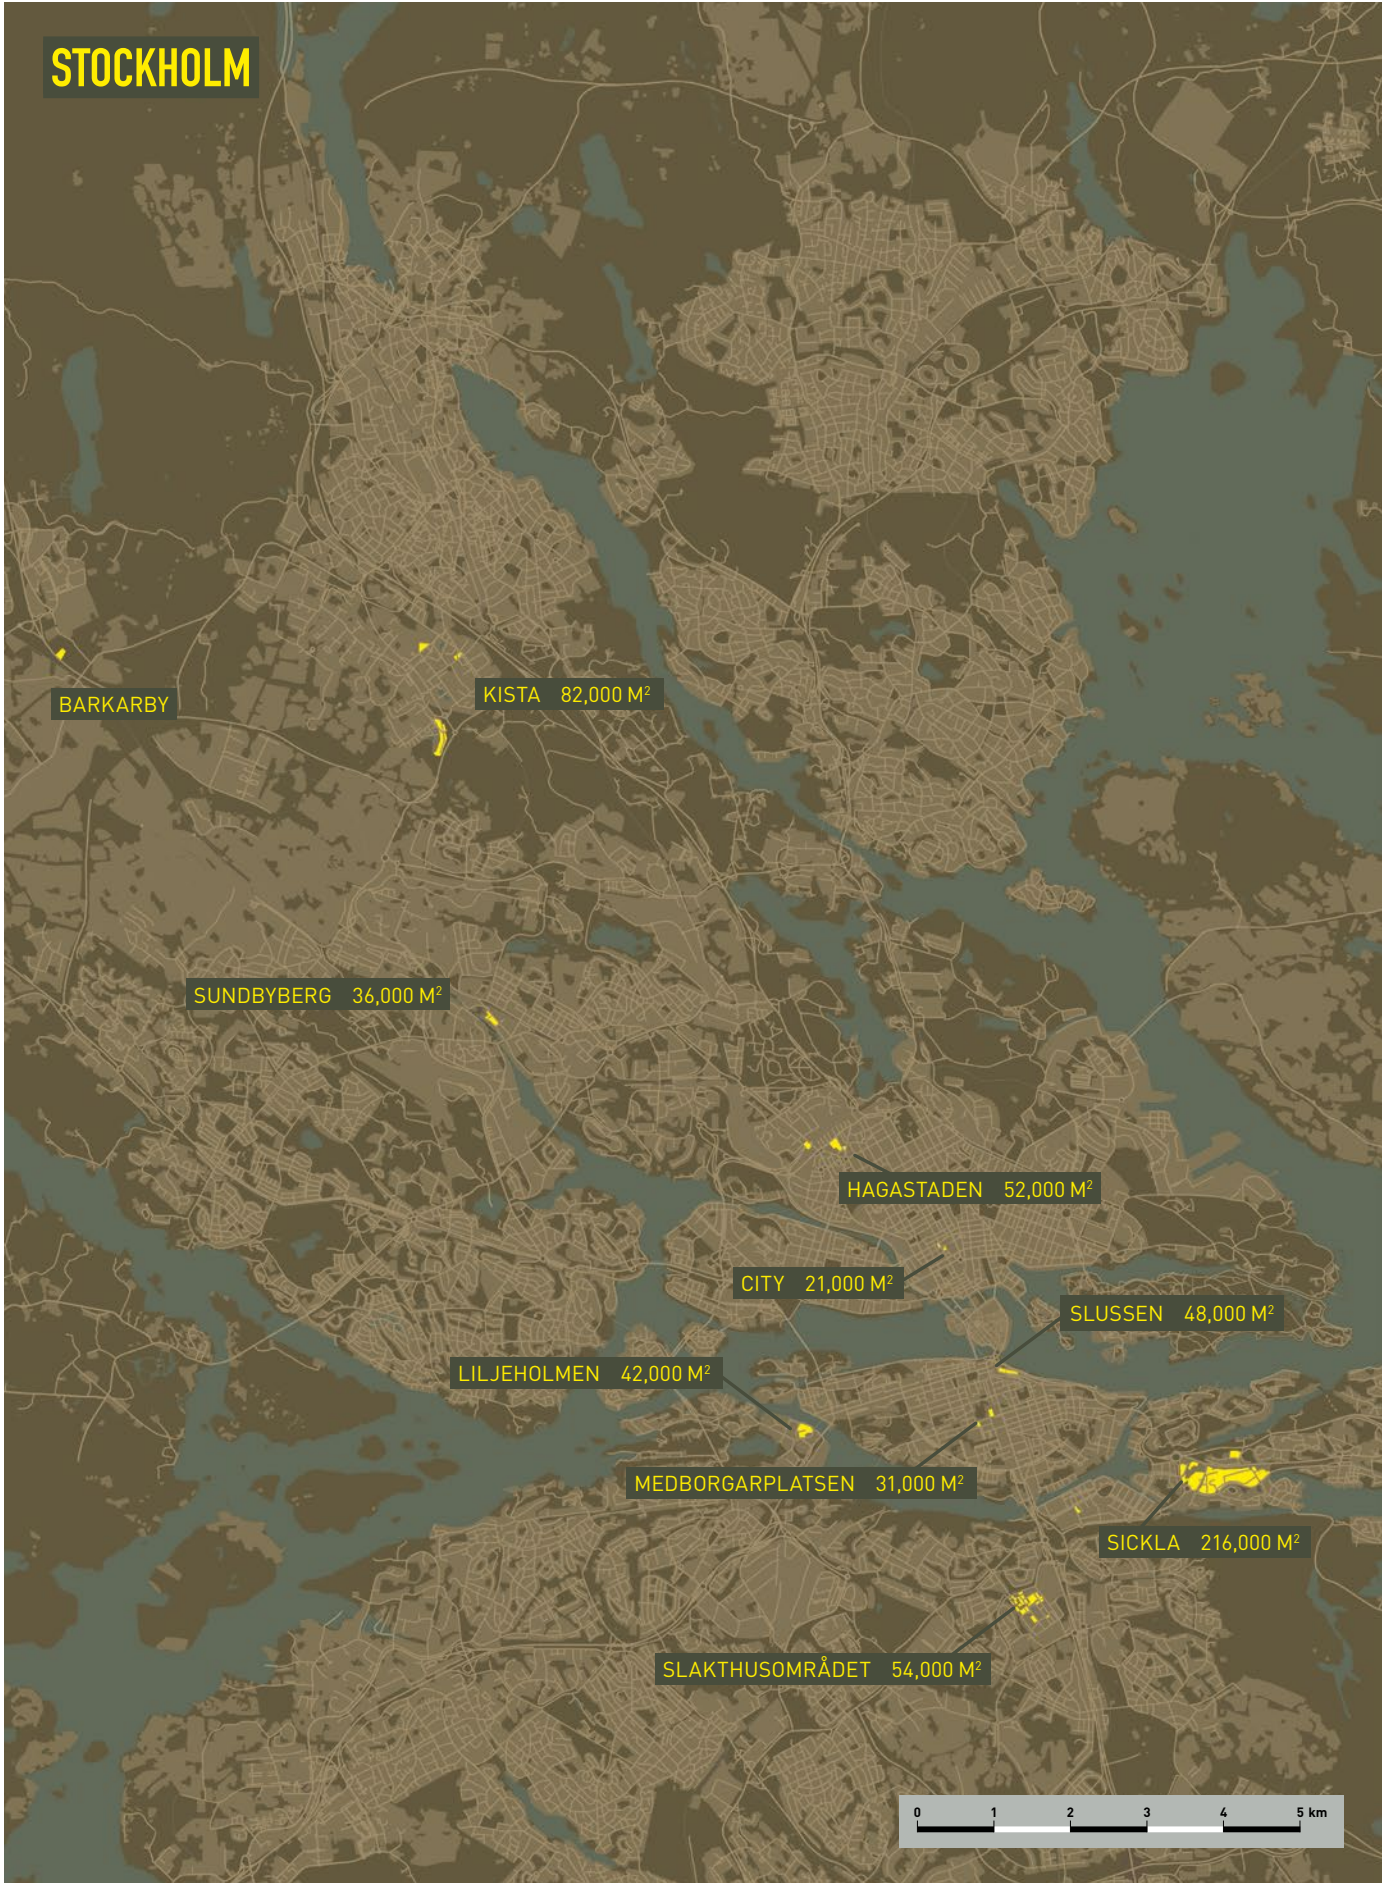 STOCKHOLM
KISTA 82,000 M²
BARKARBY
SUNDBYBERG 36,000 M²
HAGASTADEN 52,000 M²
CITY 21,000 M²
SLUSSEN 48,000 M²
LILJEHOLMEN 42,000 M²
MEDBORGARPLATSEN 31,000 M²
SICKLA 216,000 M²
SLAKTHUSOMRÅDET 54,000 M²
0 1 2 3 4 5 km